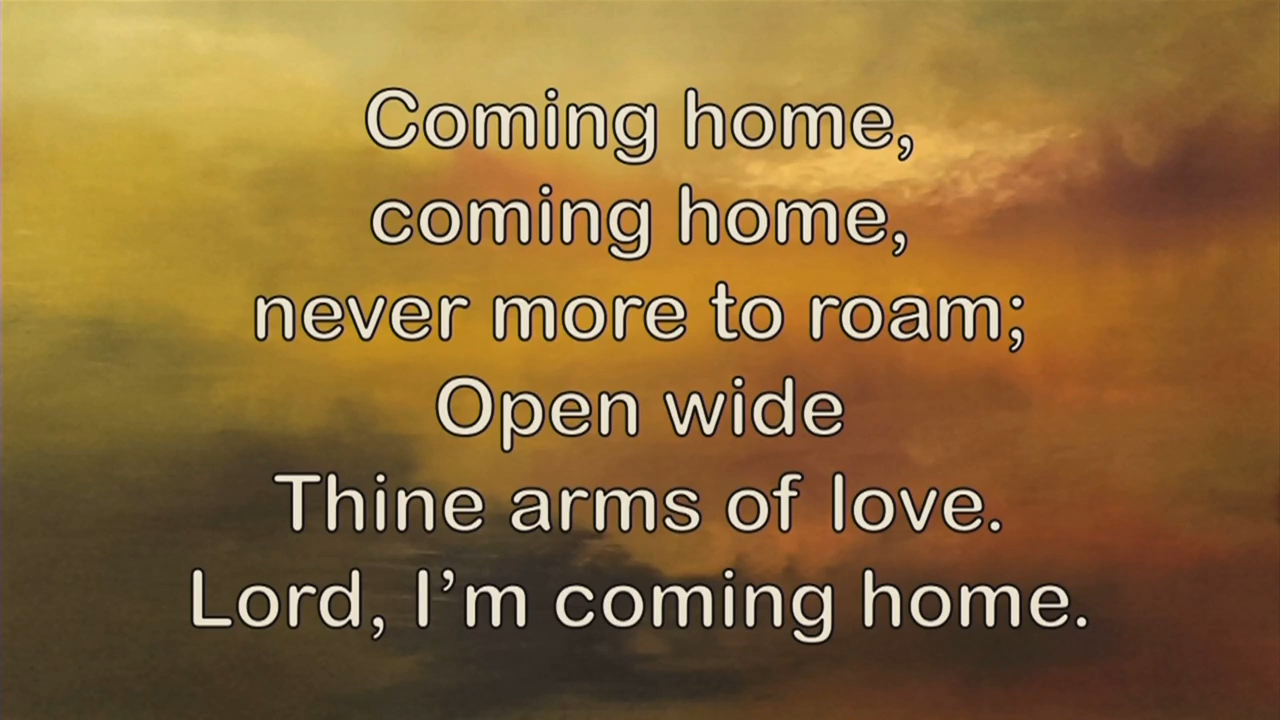 Coming home,
coming home,
never more to roam;
Open wide
Thine arms of love.
Lord, I’m coming home.